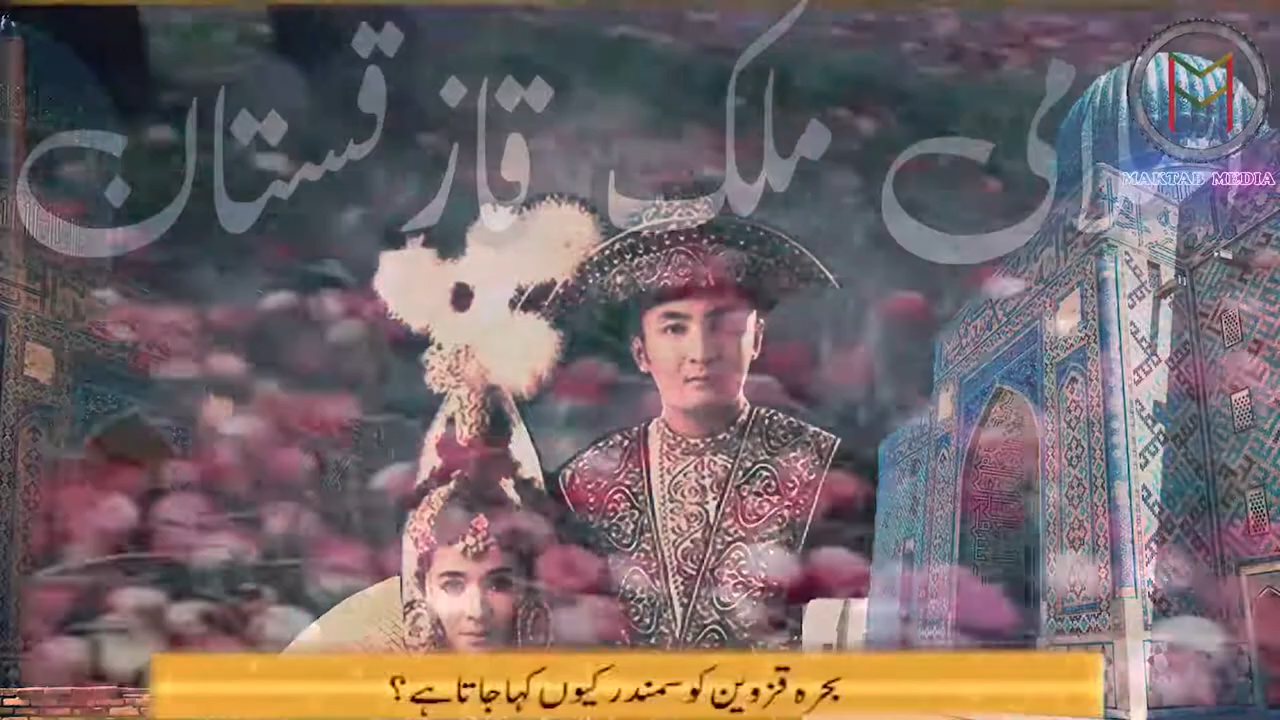 ملک قازقستان
MAKTAB MEDIA
بحرہ قزوین کو سمندر کیوں کہا جاتا ہے؟